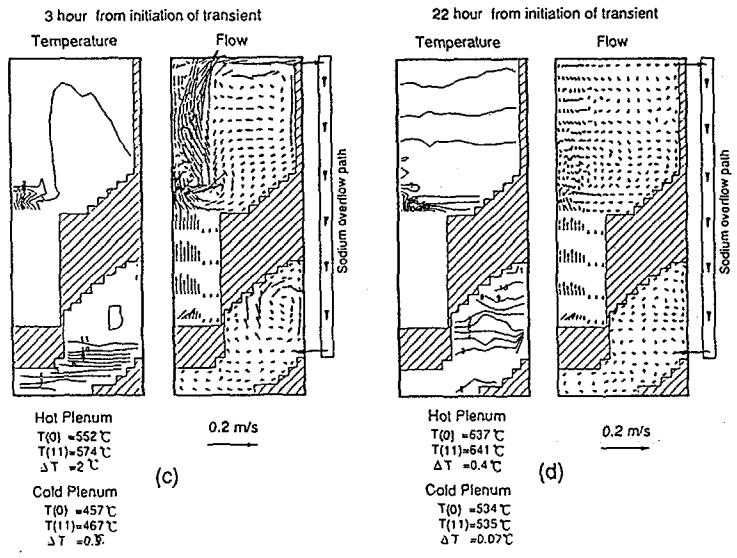 3 hour from initiation of transient
Temperature
Flow
Sodium overflow path
11
Hot Plenum
T(0) =552℃
T(11) =574℃
ΔT =2℃
0.2 m/s
(c)
Cold Plenum
T(0) =457℃
T(11)=467℃
ΔT
22 hour from initiation of transient
Temperature
Flow
Sodium overflow path
Hot Plenum
T(0) =637℃
T(11) =641℃
ΔT =0.4℃
0.2 m/s
(d)
Cold Plenum
T(0) =534℃
T(11) =535℃
ΔT =0.07℃